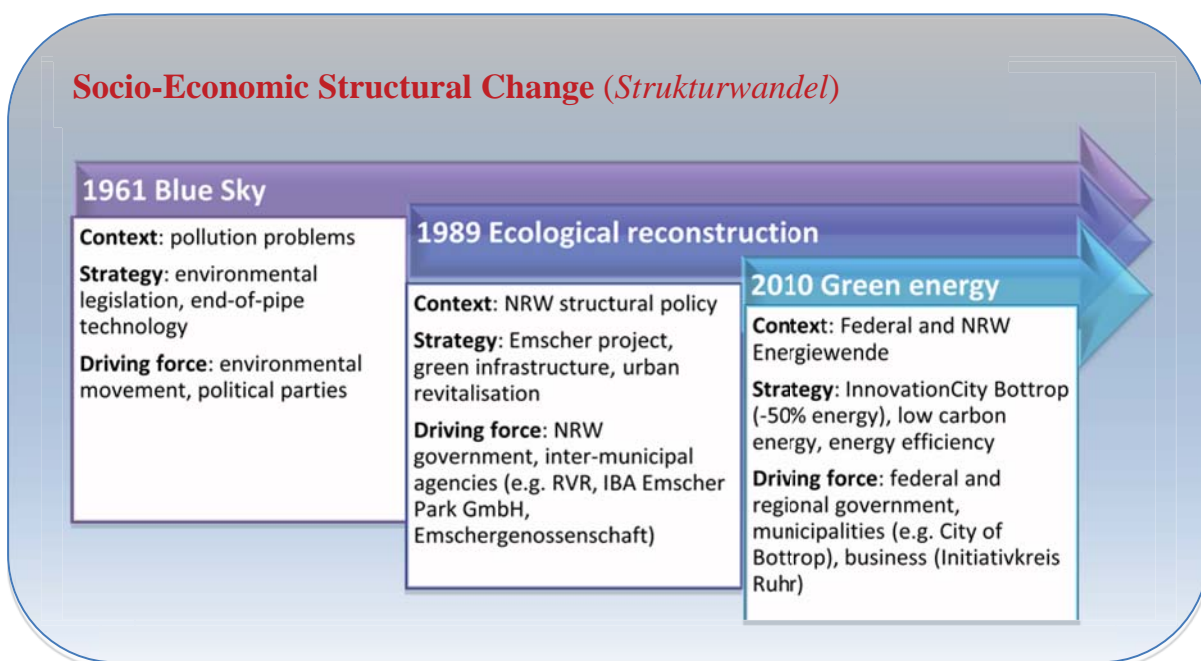 Socio-Economic Structural Change (Strukturwandel)
1961 Blue Sky
Context: pollution problems
Strategy: environmental
legislation, end-of-pipe
technology
Driving force: environmental
movement, political parties
1989 Ecological reconstruction
Context: NRW structural policy
Strategy: Emscher project,
green infrastructure, urban
revitalisation
Driving force: NRW
government, inter-municipal
agencies (e.g. RVR, IBA Emscher
Park GmbH,
Emschergenossenschaft)
2010 Green energy
Context: Federal and NRW
Energiewende
Strategy: InnovationCity Bottrop
(-50% energy), low carbon
energy, energy efficiency
Driving force: federal and
regional government,
municipalities (e.g. City of
Bottrop), business (Initiativkreis
Ruhr)